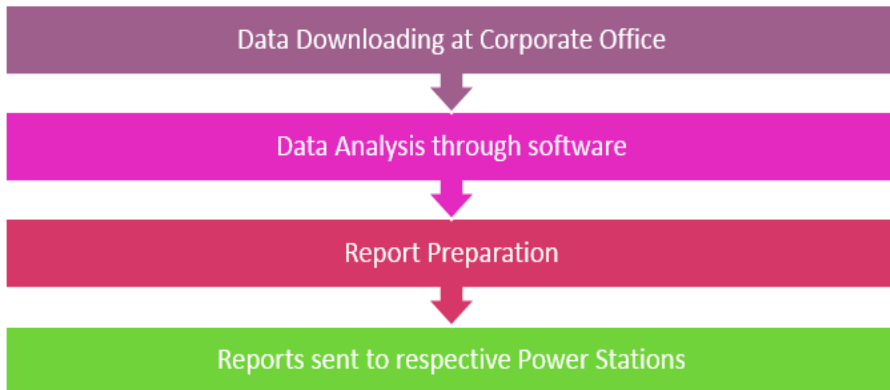 Data Downloading at Corporate Office
Data Analysis through software
Report Preparation
Reports sent to respective Power Stations